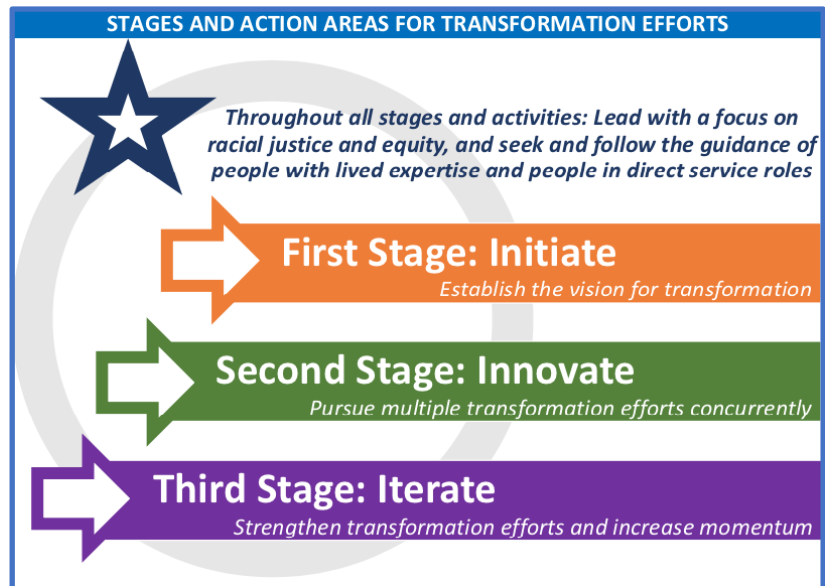 STAGES AND ACTION AREAS FOR TRANSFORMATION EFFORTS
Throughout all stages and activities: Lead with a focus on
racial justice and equity, and seek and follow the guidance of
people with lived expertise and people in direct service roles
First Stage: Initiate
Establish the vision for transformation
Second Stage: Innovate
Pursue multiple transformation efforts concurrently
Third Stage: Iterate
Strengthen transformation efforts and increase momentum